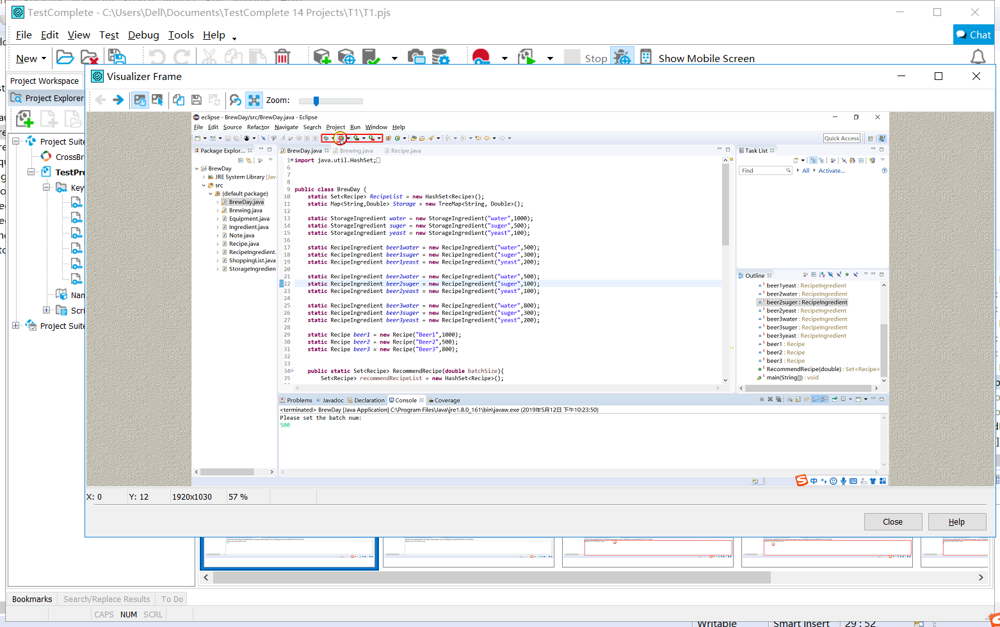 TestComplete - C:\Users\Dell\Documents\TestComplete 14 Projects\T1\T1.pjs
File Edit View Test Debug Tools Help
Chat
New
Stop
Show Mobile Screen
Project Workspace
Project Explorer
Project Suite
CrossBr
TestPro
Key
Nan
Scri
Project Suite
Visualizer Frame
Zoom:
eclipse - BrewDay/src/BrewDay.java - Eclipse
File Edit Source Refactor Navigate Search Project Run Window Help
Quick Access
Package Explor...
BrewDay
JRE System Library [Jav
src
(default package)
BrewDay.java
Brewing.java
Equipment.java
Ingredient.java
Note.java
Recipe.java
RecipeIngredient.
ShoppingList.java
StorageIngredien
BrewDay.java Brewing.java Recipe.java
1 import java.util.HashSet;
6
7
8
9 public class BrewDay {
10 static Set<Recipe> RecipeList = new HashSet<Recipe>();
11 static Map<String,Double> Storage = new TreeMap<String, Double>();
12
13 static StorageIngredient water = new StorageIngredient("water",1000);
14 static StorageIngredient suger = new StorageIngredient("suger",500);
15 static StorageIngredient yeast = new StorageIngredient("yeast",100);
16
17 static RecipeIngredient beer1water = new RecipeIngredient("water",500);
18 static RecipeIngredient beer1suger = new RecipeIngredient("suger",300);
19 static RecipeIngredient beer1yeast = new RecipeIngredient("yeast",200);
20
21 static RecipeIngredient beer2water = new RecipeIngredient("water",500);
22 static RecipeIngredient beer2suger = new RecipeIngredient("suger",100);
23 static RecipeIngredient beer2yeast = new RecipeIngredient("yeast",100);
24
25 static RecipeIngredient beer3water = new RecipeIngredient("water",800);
26 static RecipeIngredient beer3suger = new RecipeIngredient("suger",300);
27 static RecipeIngredient beer3yeast = new RecipeIngredient("yeast",200);
28
29 static Recipe beer1 = new Recipe("Beer1",1000);
30 static Recipe beer2 = new Recipe("Beer2",500);
31 static Recipe beer3 = new Recipe("Beer3",800);
32
33
34 public static Set<Recipe> RecommendRecipe(double batchSize){
35 Set<Recipe> recommendRecipeList = new HashSet<Recipe>();
Task List
Find
All
Activate...
Outline
beer1yeast : RecipeIngredient
beer2water : RecipeIngredient
beer2suger : RecipeIngredient
beer2yeast : RecipeIngredient
beer3water : RecipeIngredient
beer3suger : RecipeIngredient
beer3yeast : RecipeIngredient
beer1 : Recipe
beer2 : Recipe
beer3 : Recipe
RecommendRecipe(double) : Set<Recipe>
main(String[]) : void
Problems Javadoc Declaration Console Coverage
<terminated> BrewDay [Java Application] C:\Program Files\Java\jre1.8.0_161\bin\javaw.exe (2019年5月12日 下午10:23:50)
Please set the batch num:
500
中
X: 0 Y: 12 1920x1030 57 %
Close
Help
Bookmarks Search/Replace Results To Do
CAPS NUM SCRL
Writable Smart Insert 29 : 52